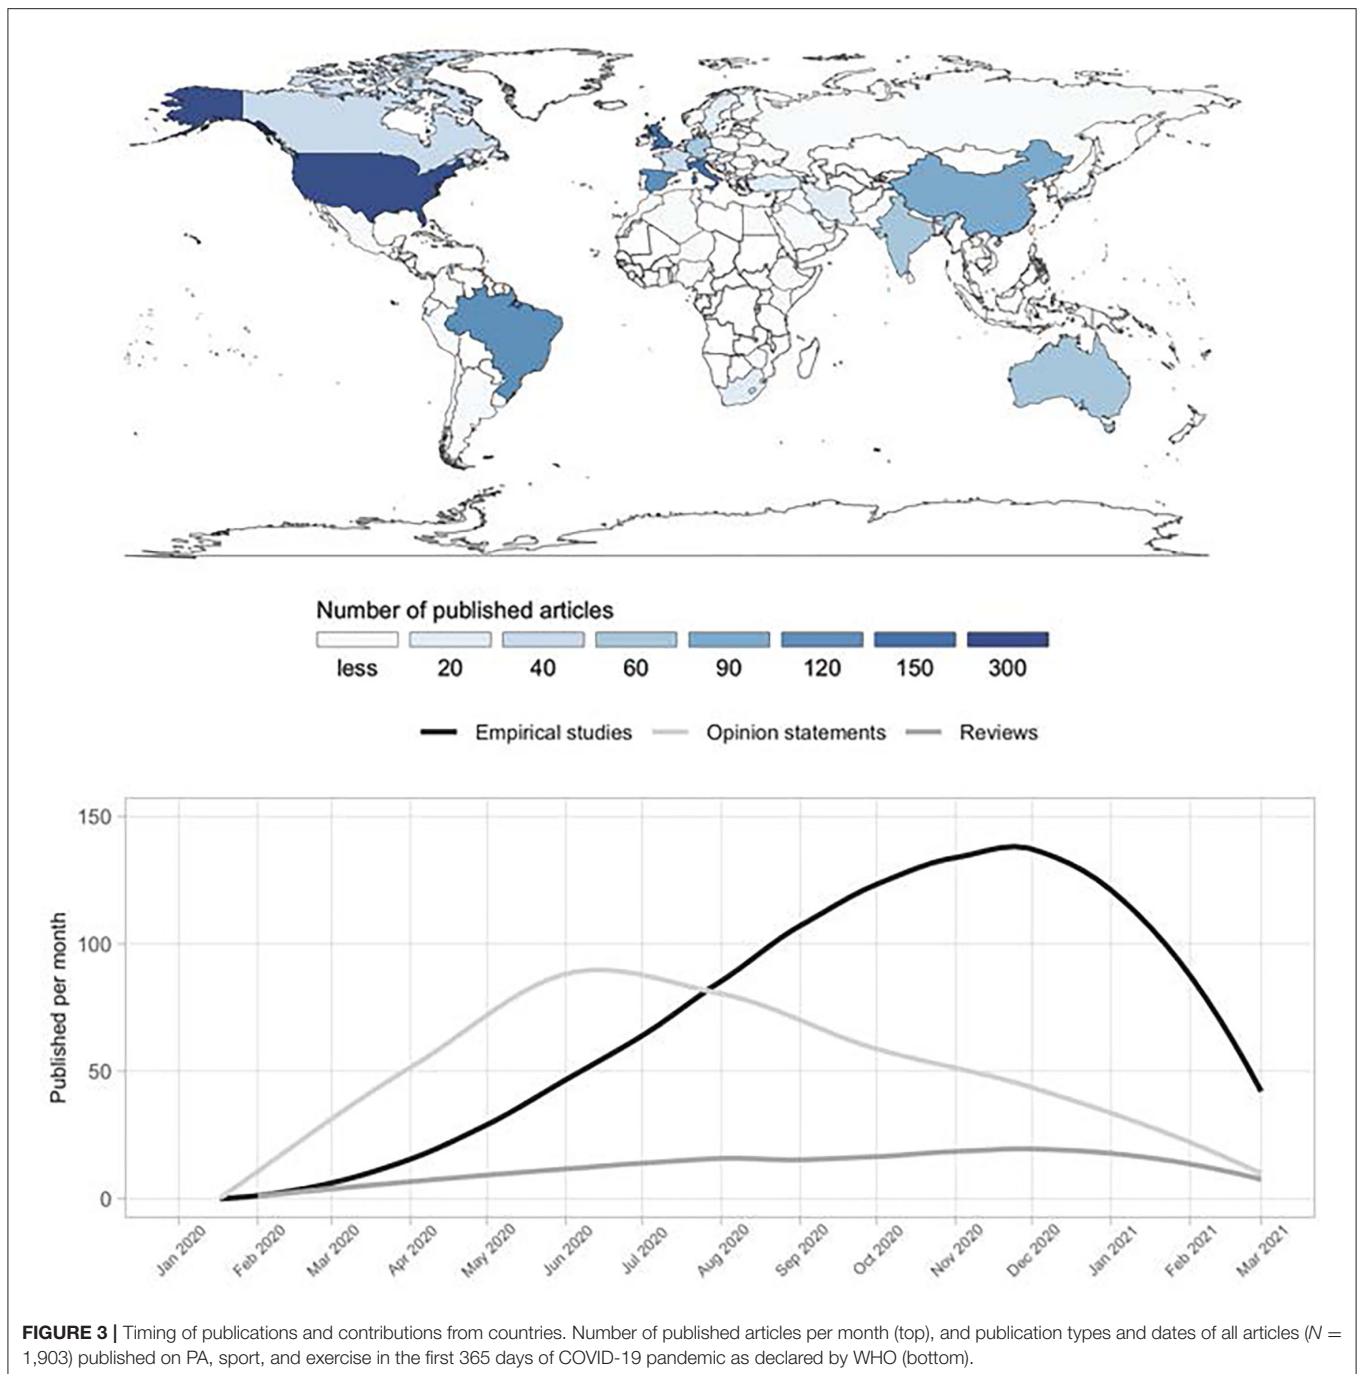 Number of published articles
less 20 40 60 90 120 150 300
Empirical studies Opinion statements Reviews
Published per month
150
100
50
0
Jan 2020 Feb 2020 Mar 2020 Apr 2020 May 2020 Jun 2020 Jul 2020 Aug 2020 Sep 2020 Oct 2020 Nov 2020 Dec 2020 Jan 2021 Feb 2021 Mar 2021
FIGURE 3 | Timing of publications and contributions from countries. Number of published articles per month (top), and publication types and dates of all articles (N =
1,903) published on PA, sport, and exercise in the first 365 days of COVID-19 pandemic as declared by WHO (bottom).